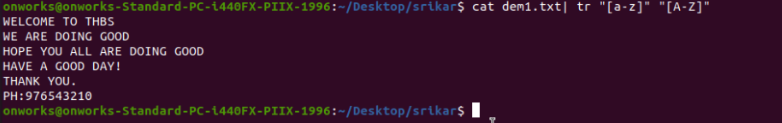 onworks@onworks-Standard-PC-i440FX-PIIX-1996:~/Desktop/srikar$ cat dem1.txt| tr "[a-z]" "[A-Z]"
WELCOME TO THBS
WE ARE DOING GOOD
HOPE YOU ALL ARE DOING GOOD
HAVE A GOOD DAY!
THANK YOU.
PH:976543210
onworks@onworks-Standard-PC-i440FX-PIIX-1996:~/Desktop/srikar$